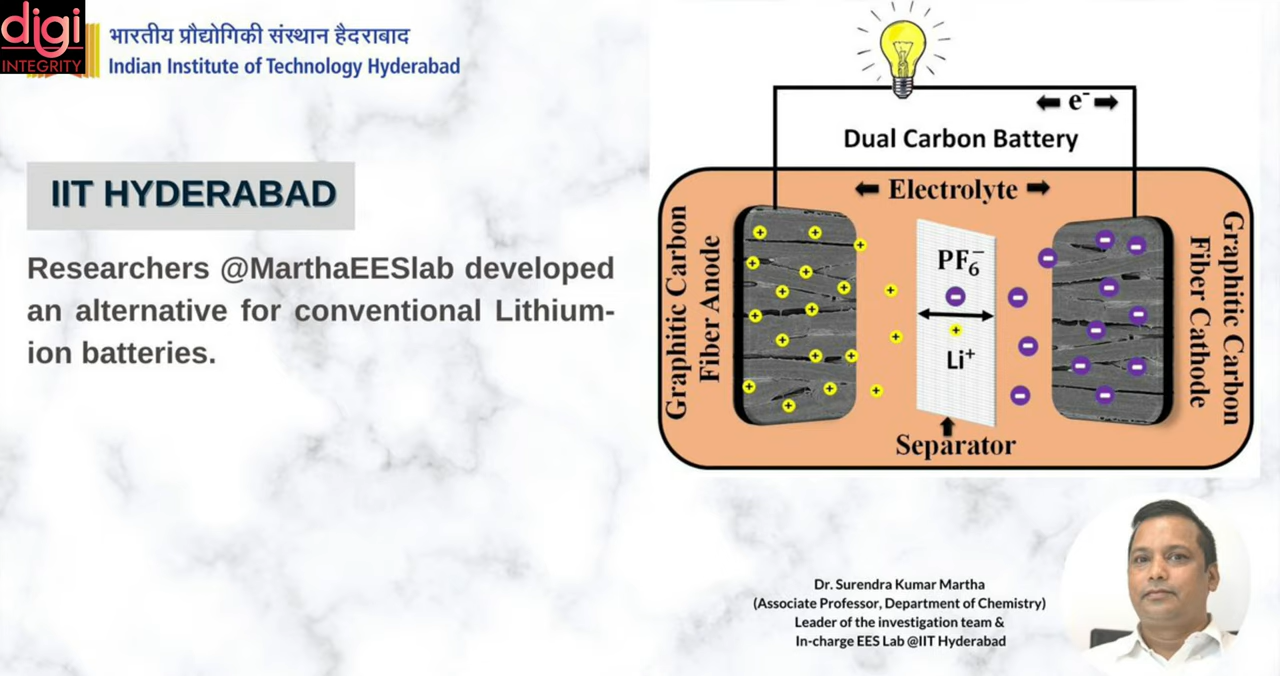 digi
INTEGRITY
भारतीय प्रौद्योगिकी संस्थान हैदराबाद
Indian Institute of Technology Hyderabad
IIT HYDERABAD
Researchers @MarthaEESlab developed
an alternative for conventional Lithium-
ion batteries.
e⁻
Dual Carbon Battery
Electrolyte
Graphitic Carbon
Fiber Anode
PF₆⁻
Li⁺
Separator
Graphitic Carbon
Fiber Cathode
Dr. Surendra Kumar Martha
(Associate Professor, Department of Chemistry)
Leader of the investigation team &
In-charge EES Lab @IIT Hyderabad